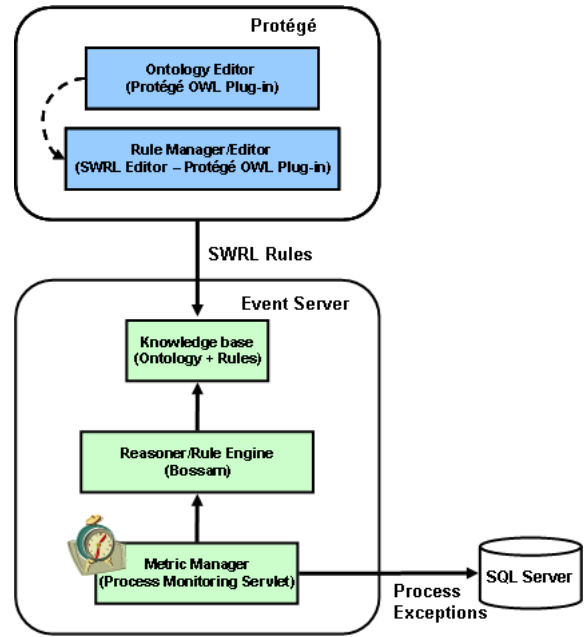 Protégé
Ontology Editor
(Protégé OWL Plug-in)
Rule Manager/Editor
(SWRL Editor – Protégé OWL Plug-in)
SWRL Rules
Event Server
Knowledge base
(Ontology + Rules)
Reasoner/Rule Engine
(Bossam)
Metric Manager
(Process Monitoring Servlet)
Process
Exceptions
SQL Server